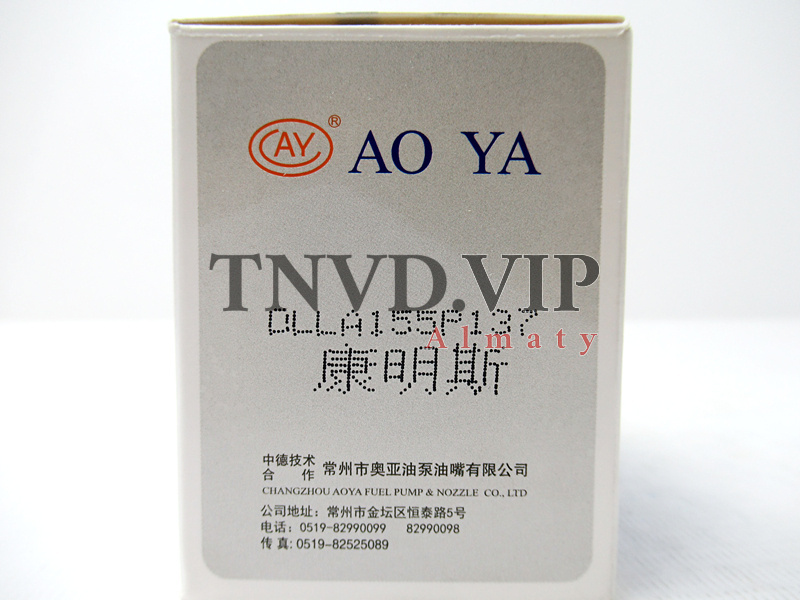 CAY® AO YA
TNVD.VIP
DLLA155P137
Almaty
康明斯
中德技术
合 作
常州市奥亚油泵油嘴有限公司
CHANGZHOU AOYA FUEL PUMP & NOZZLE CO., LTD
公司地址：常州市金坛区恒泰路5号
电话：0519-82990099 82990098
传 真: 0519-82525089